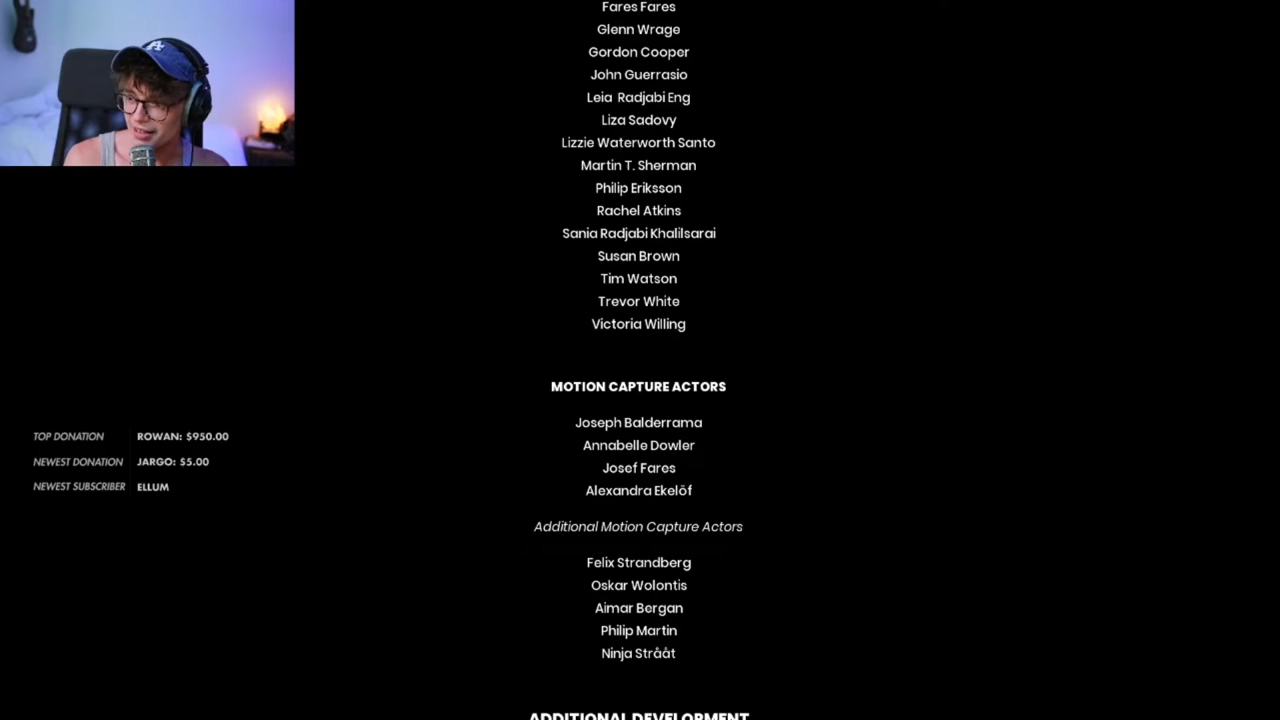 Fares Fares
Glenn Wrage
Gordon Cooper
John Guerrasio
Leia Radjabi Eng
Liza Sadovy
Lizzie Waterworth Santo
Martin T. Sherman
Philip Eriksson
Rachel Atkins
Sania Radjabi Khalilsarai
Susan Brown
Tim Watson
Trevor White
Victoria Willing
MOTION CAPTURE ACTORS
Joseph Balderrama
Annabelle Dowler
Josef Fares
Alexandra Ekelöf
Additional Motion Capture Actors
Felix Strandberg
Oskar Wolontis
Aimar Bergan
Philip Martin
Ninja Strååt
ADDITIONAL DEVELOPMENT
TOP DONATION ROWAN: $950.00
NEWEST DONATION JARGO: $5.00
NEWEST SUBSCRIBER ELLUM
LA